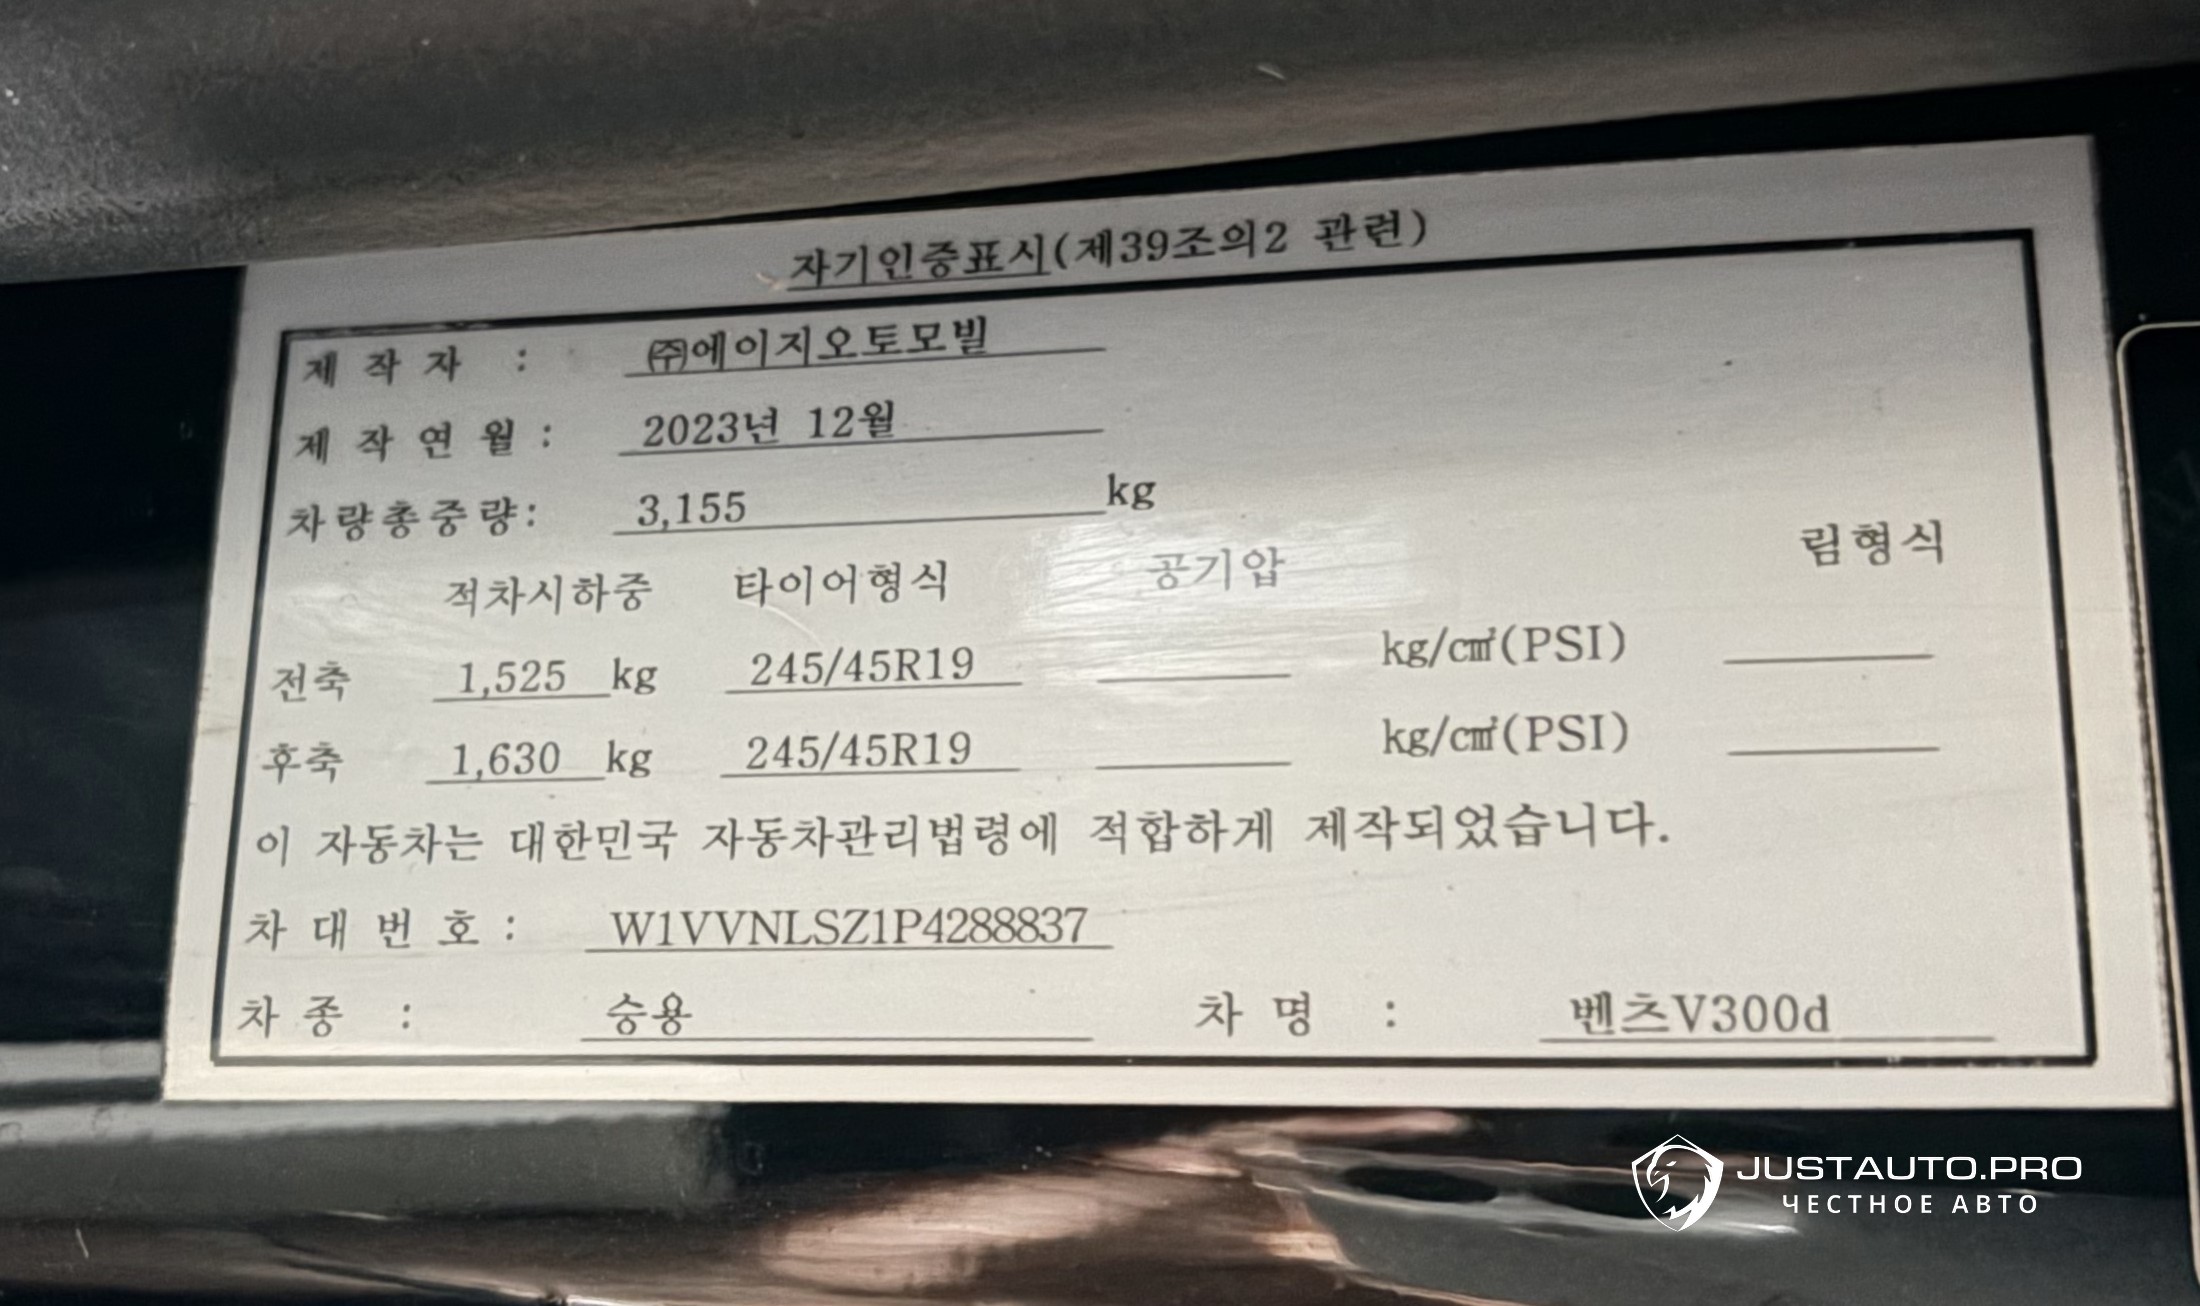 자기인증표시(제39조의2 관련)
제 작 자 : ㈜에이지오토모빌
제 작 연 월 : 2023년 12월
차량총중량: 3,155 kg
적차시하중 타이어형식 공기압 림형식
전축 1,525 kg 245/45R19 kg/㎠(PSI)
후축 1,630 kg 245/45R19 kg/㎠(PSI)
이 자동차는 대한민국 자동차관리법령에 적합하게 제작되었습니다.
차 대 번 호 : W1VVNLSZ1P4288837
차 종 : 승용 차 명 : 벤츠V300d
JUSTAUTO.PRO
ЧЕСТНОЕ АВТО